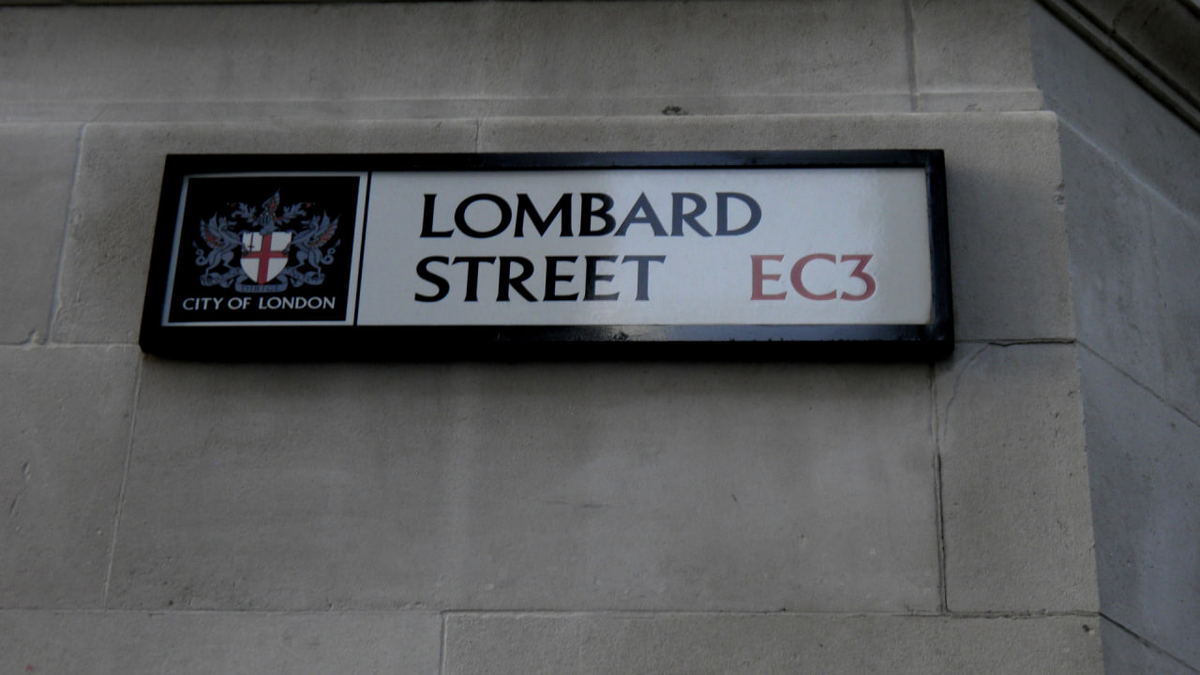 LOMBARD
STREET EC3
CITY OF LONDON